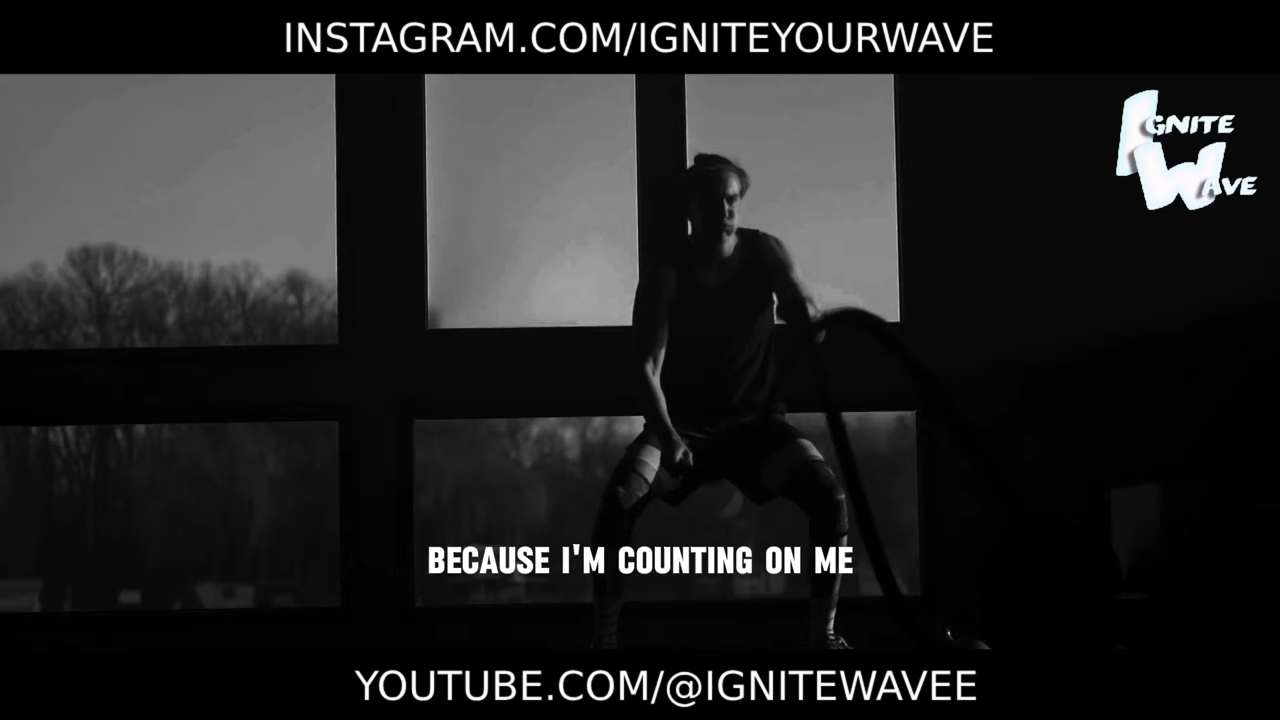 INSTAGRAM.COM/IGNITEYOURWAVE
IGNITE
WAVE
BECAUSE I'M COUNTING ON ME
YOUTUBE.COM/@IGNITEWAVEE